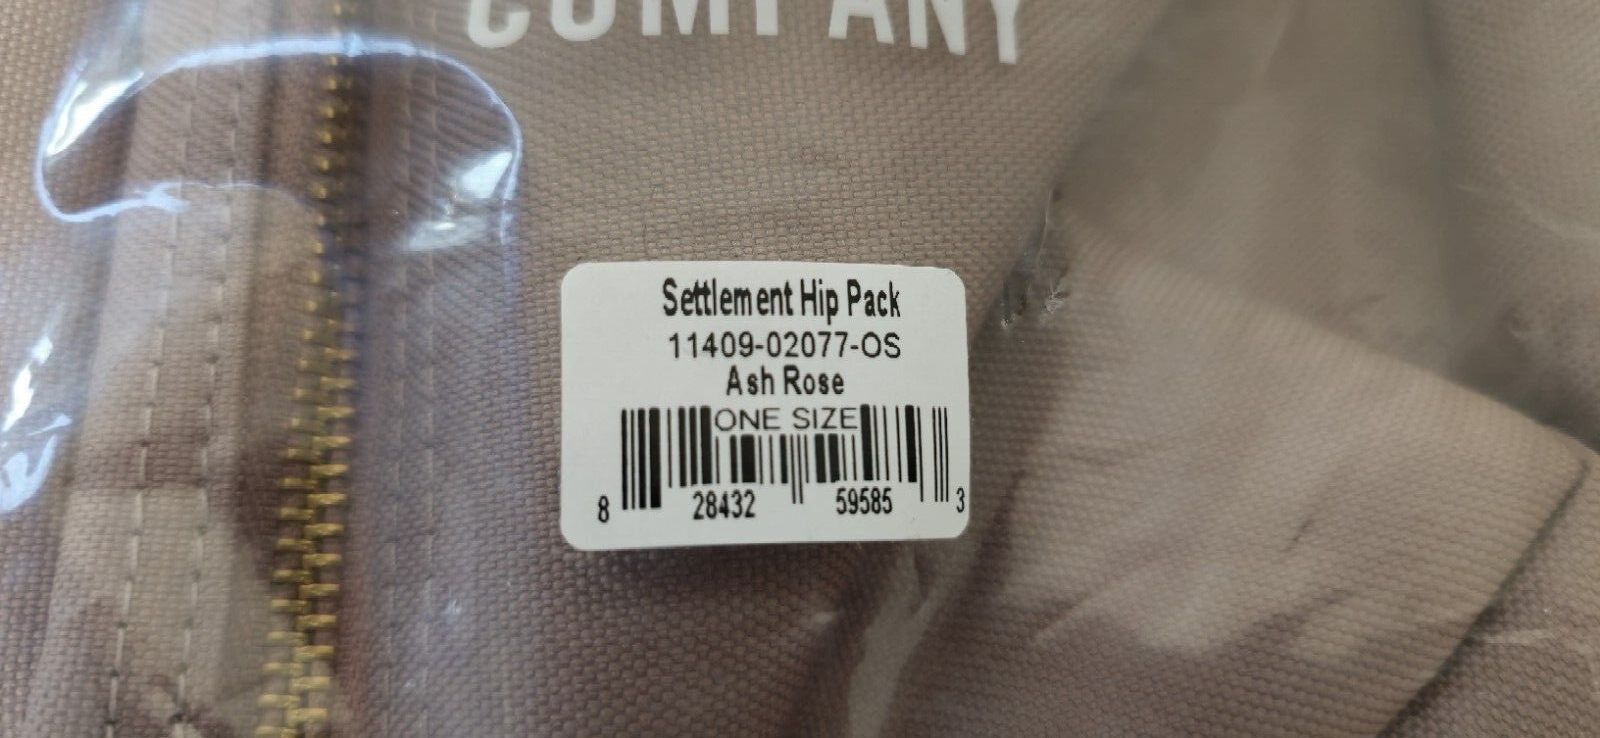 COMPANY
Settlement Hip Pack
11409-02077-OS
Ash Rose
ONE SIZE
8 28432 59585 3